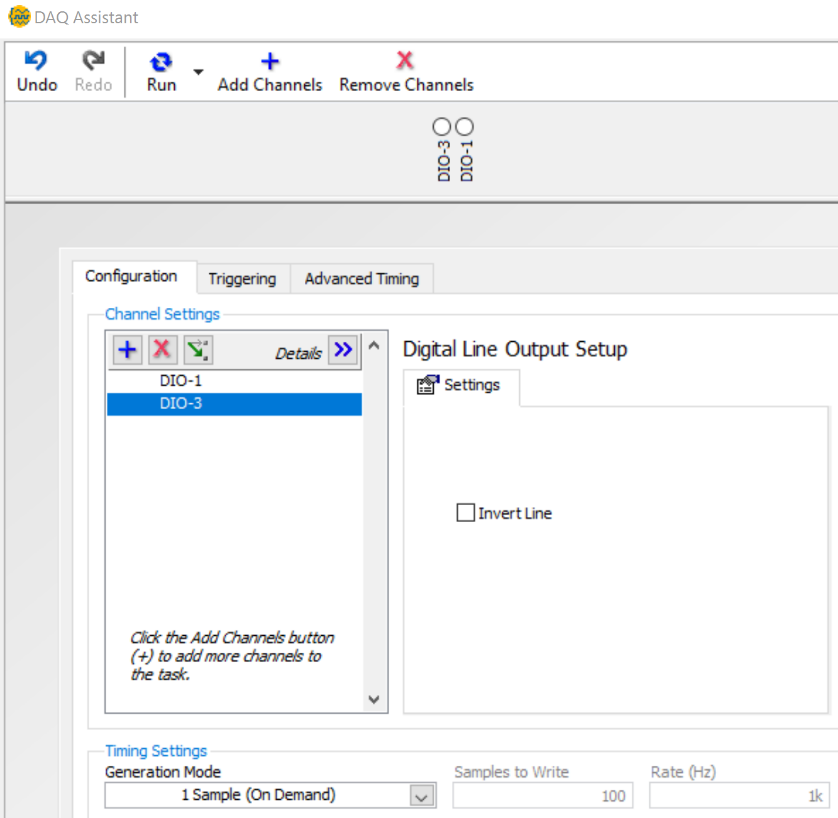 DAQ Assistant
Undo Redo Run Add Channels Remove Channels
DIO-3 DIO-1
Configuration Triggering Advanced Timing
Channel Settings
Details
DIO-1
DIO-3
Click the Add Channels button
(+) to add more channels to
the task.
Digital Line Output Setup
Settings
Invert Line
Timing Settings
Generation Mode Samples to Write Rate (Hz)
1 Sample (On Demand) 100 1k